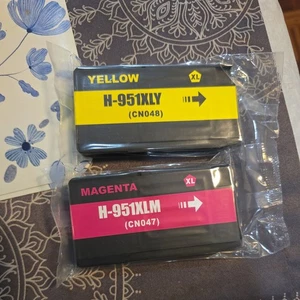 YELLOW XL
H-951XLY
(CN048)
MAGENTA XL
H-951XLM
(CN047)